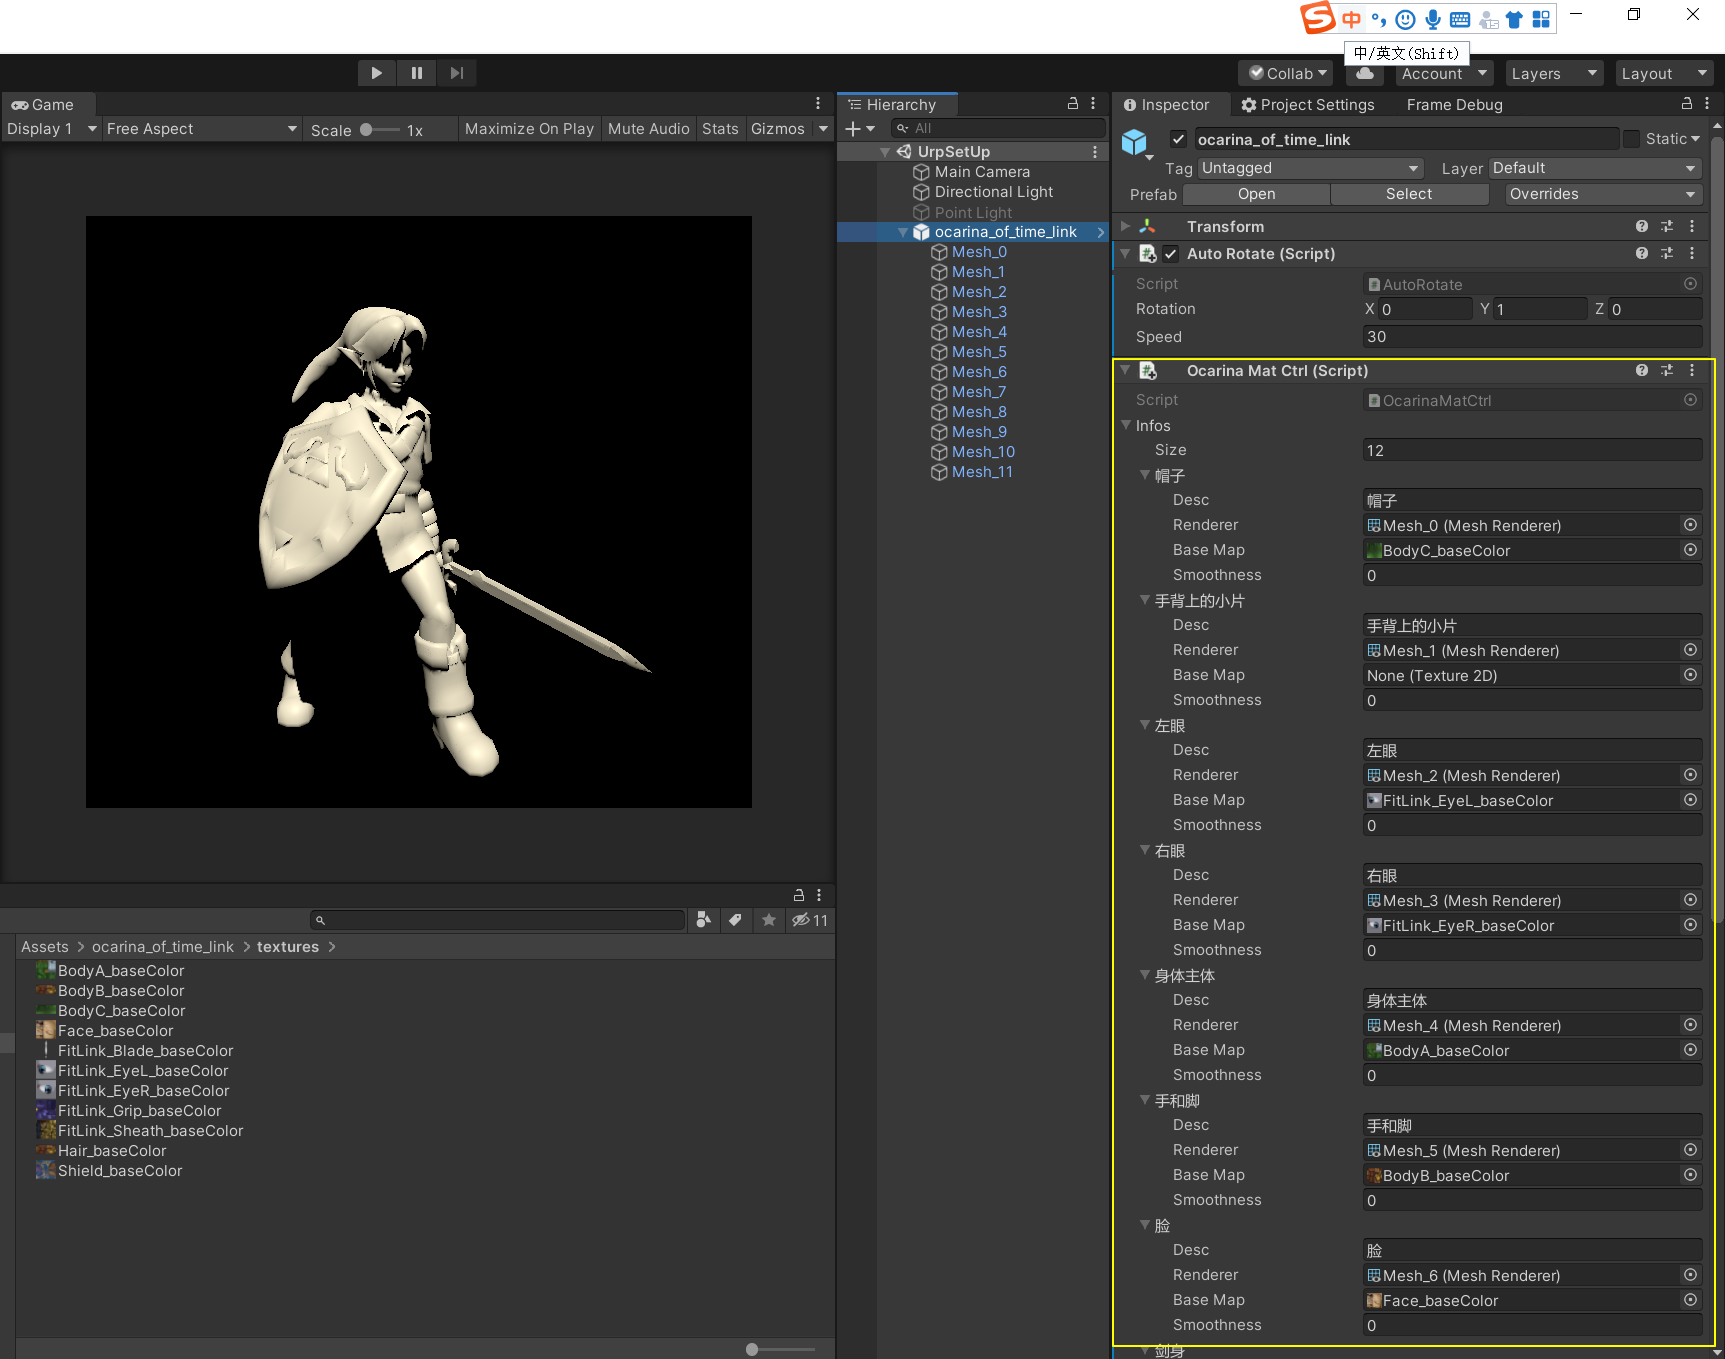 中
中/英文(Shift)
Collab
Account
Layers
Layout
Game
Display 1
Free Aspect
Scale
1x
Maximize On Play
Mute Audio
Stats
Gizmos
Assets
ocarina_of_time_link
textures
11
BodyA_baseColor
BodyB_baseColor
BodyC_baseColor
Face_baseColor
FitLink_Blade_baseColor
FitLink_EyeL_baseColor
FitLink_EyeR_baseColor
FitLink_Grip_baseColor
FitLink_Sheath_baseColor
Hair_baseColor
Shield_baseColor
Hierarchy
All
UrpSetUp
Main Camera
Directional Light
Point Light
ocarina_of_time_link
Mesh_0
Mesh_1
Mesh_2
Mesh_3
Mesh_4
Mesh_5
Mesh_6
Mesh_7
Mesh_8
Mesh_9
Mesh_10
Mesh_11
Inspector
Project Settings
Frame Debug
ocarina_of_time_link
Static
Tag Untagged
Layer Default
Prefab Open Select Overrides
Transform
Auto Rotate (Script)
Script AutoRotate
Rotation X 0 Y 1 Z 0
Speed 30
Ocarina Mat Ctrl (Script)
Script OcarinaMatCtrl
Infos
Size 12
帽子
Desc 帽子
Renderer Mesh_0 (Mesh Renderer)
Base Map BodyC_baseColor
Smoothness 0
手背上的小片
Desc 手背上的小片
Renderer Mesh_1 (Mesh Renderer)
Base Map None (Texture 2D)
Smoothness 0
左眼
Desc 左眼
Renderer Mesh_2 (Mesh Renderer)
Base Map FitLink_EyeL_baseColor
Smoothness 0
右眼
Desc 右眼
Renderer Mesh_3 (Mesh Renderer)
Base Map FitLink_EyeR_baseColor
Smoothness 0
身体主体
Desc 身体主体
Renderer Mesh_4 (Mesh Renderer)
Base Map BodyA_baseColor
Smoothness 0
手和脚
Desc 手和脚
Renderer Mesh_5 (Mesh Renderer)
Base Map BodyB_baseColor
Smoothness 0
脸
Desc 脸
Renderer Mesh_6 (Mesh Renderer)
Base Map Face_baseColor
Smoothness 0
剑身